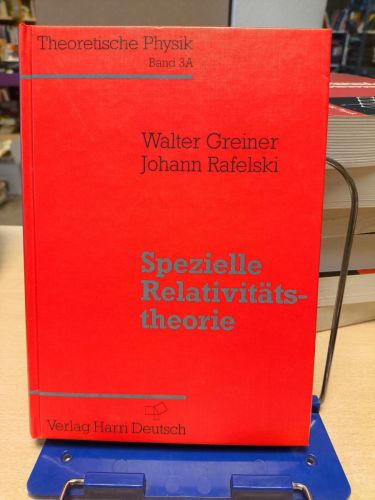 Theoretische Physik
Band 3A
Walter Greiner
Johann Rafelski
Spezielle
Relativitäts-
theorie
Verlag Harri Deutsch